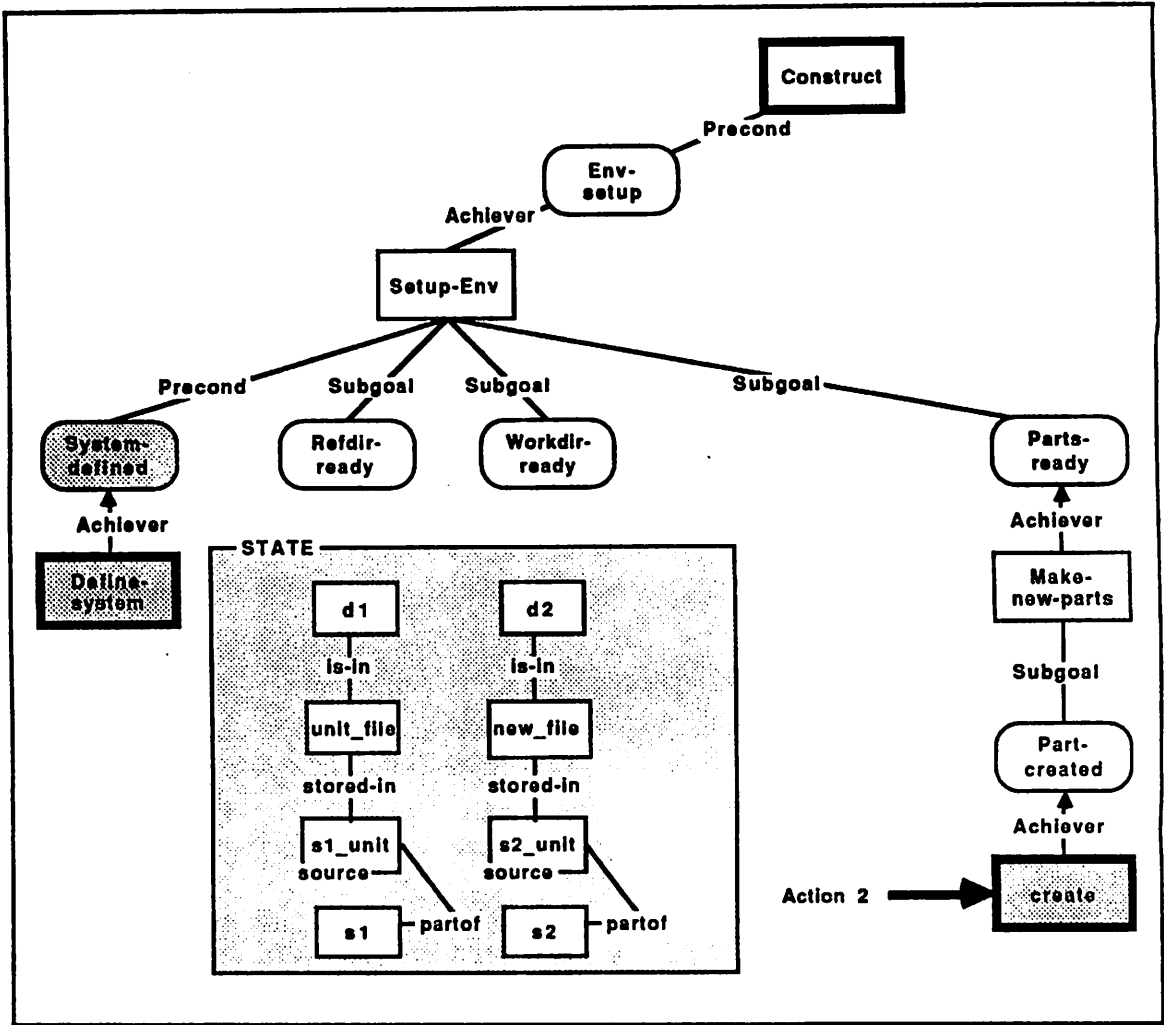 Construct
Precond
Env-
setup
Achiever
Setup-Env
Precond
Subgoal
Subgoal
Subgoal
System-
defined
Refdir-
ready
Workdir-
ready
Parts-
ready
Achiever
Define-
system
Achiever
Make-
new-parts
Subgoal
Part-
created
Achiever
Action 2
create
STATE
d1
d2
is-in
is-in
unit_file
new_file
stored-in
stored-in
s1_unit
s2_unit
source
source
s1
partof
s2
partof